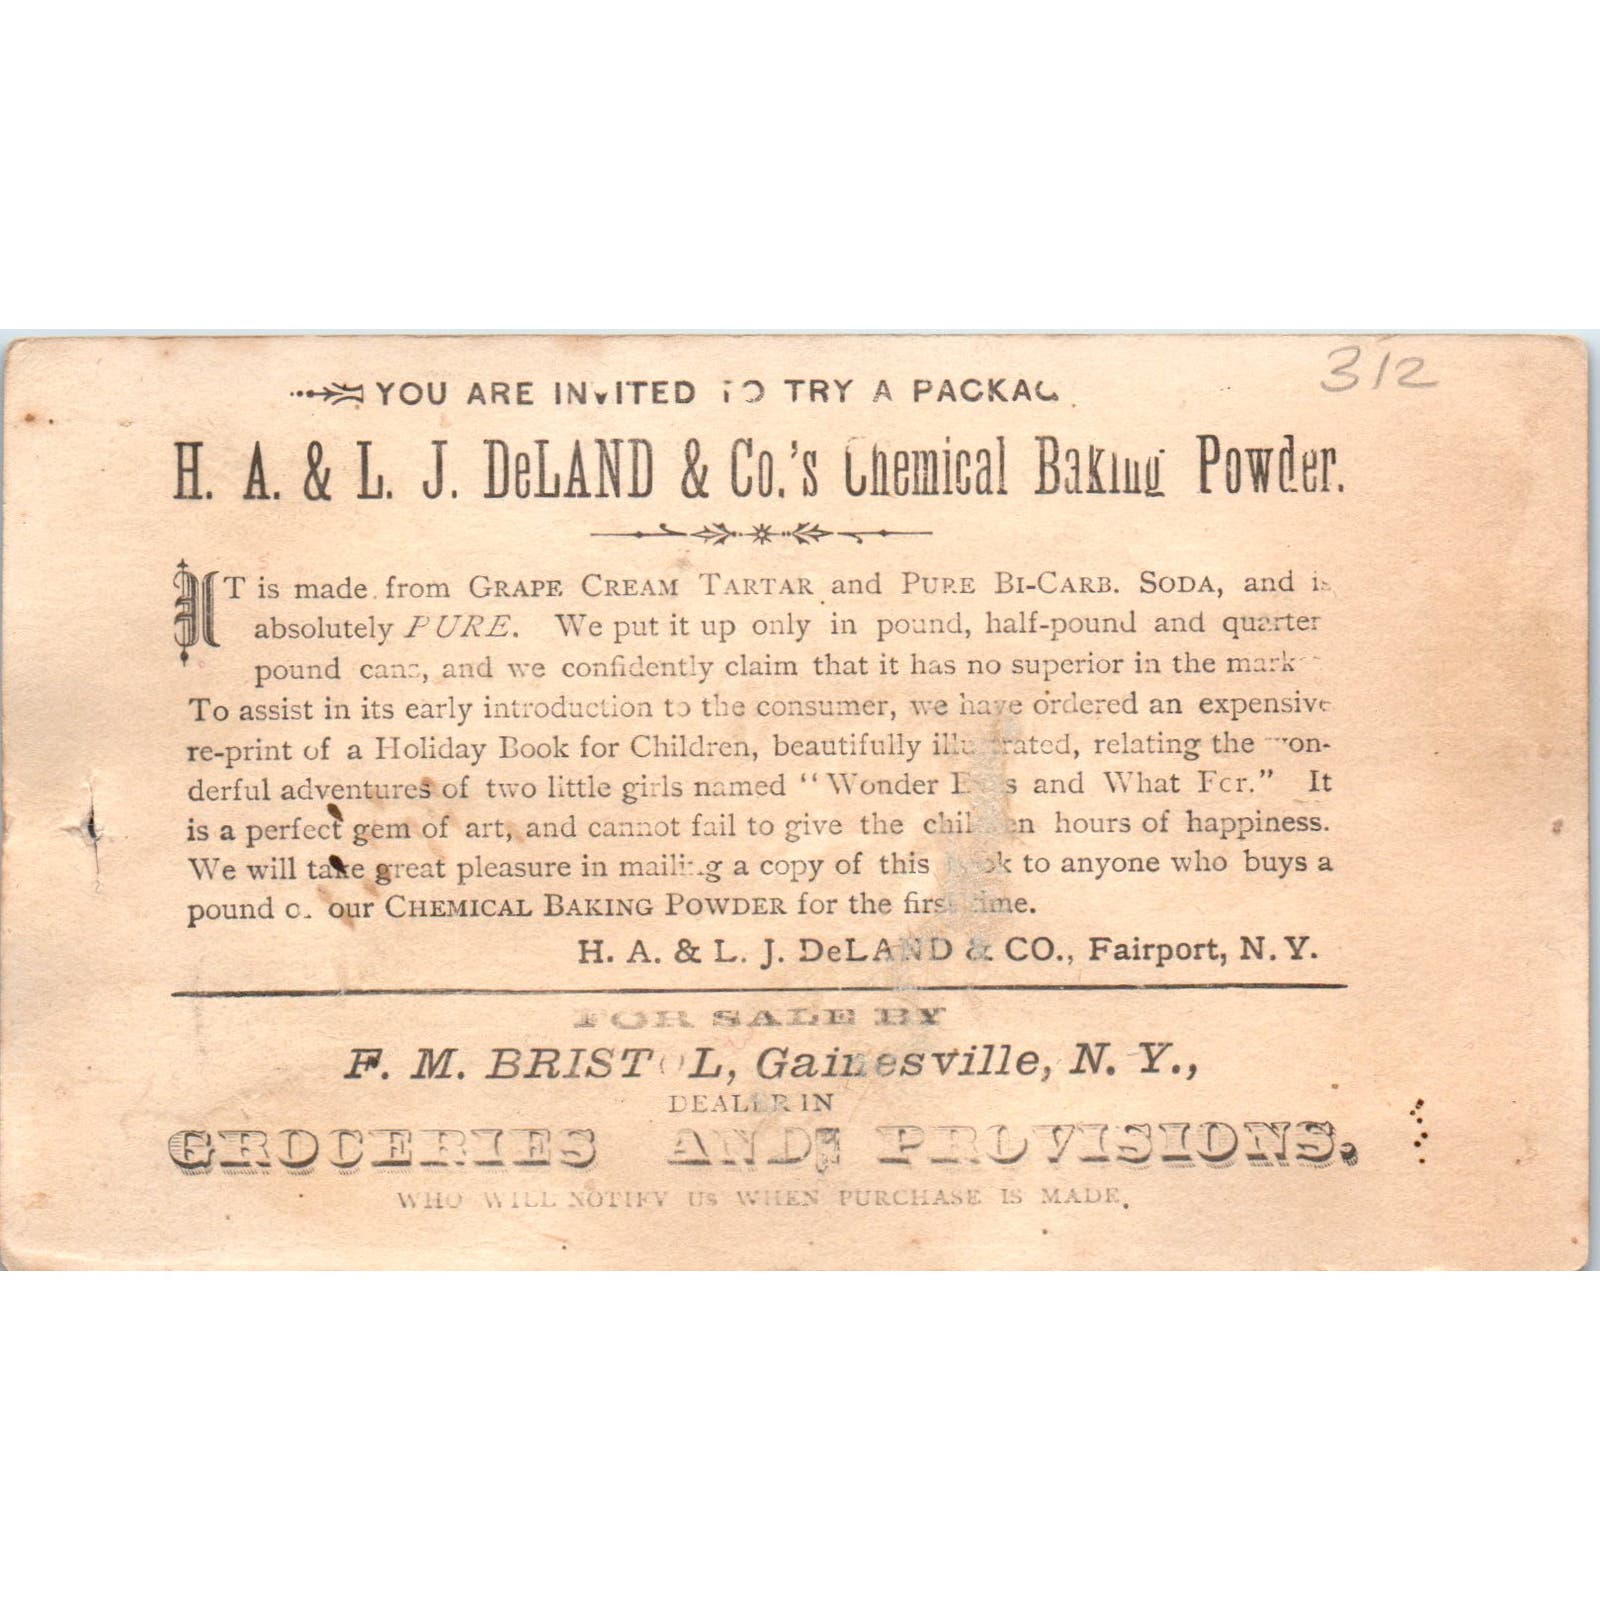 312
YOU ARE INVITED TO TRY A
H. A. & L. J. DeLAND & Co.'s Chemical Baking Powder.
IT is made from GRAPE CREAM TARTAR and PURE BI-CARB. SODA, and is
absolutely PURE. We put it up only in pound, half-pound and quarter
pound cans, and we confidently claim that it has no superior in the
To assist in its early introduction to the consumer, we have ordered an expensive
re-print of a Holiday Book for Children, beautifully illustrated, relating the won-
derful adventures of two little girls named "Wonder Eyes and What For." It
is a perfect gem of art, and cannot fail to give the children hours of happiness.
We will take great pleasure in mailing a copy of this book to anyone who buys a
pound of our CHEMICAL BAKING POWDER for the first time.
H. A. & L. J. DeLAND & CO., Fairport, N. Y.
FOR SALE BY
F. M. BRISTOL, Gainesville, N. Y.,
DEALER IN
GROCERIES AND PROVISIONS,
WHO WILL NOTIFY US WHEN PURCHASE IS MADE.